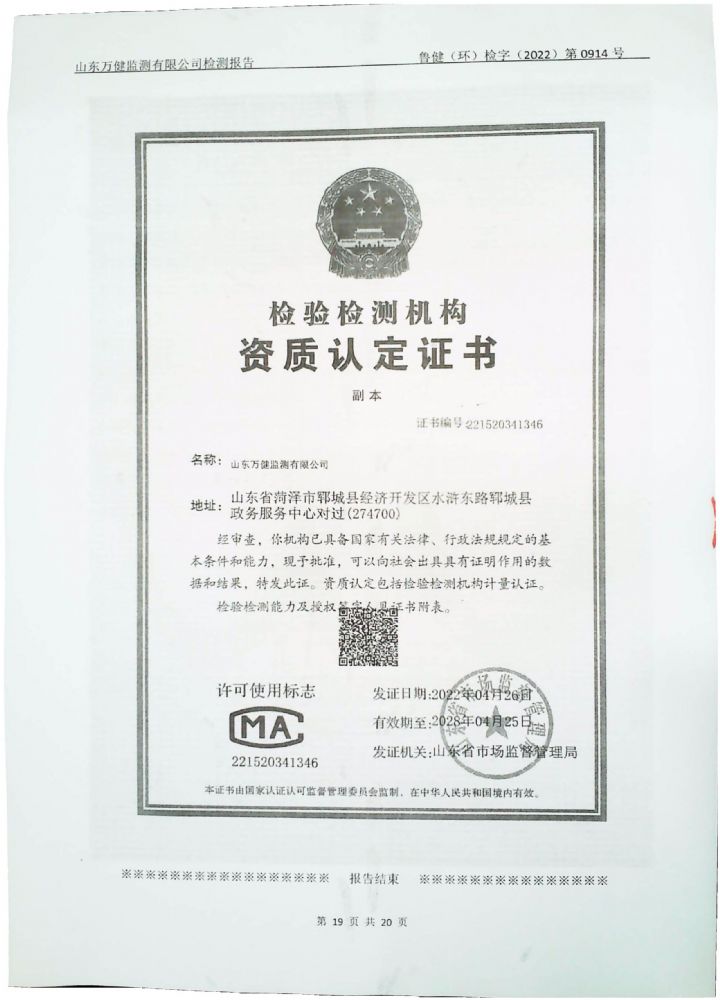 山东万健监测有限公司检测报告
鲁健（环）检字（2022）第 0914 号
检验检测机构
资质认定证书
副本
证书编号:221520341346
名称：山东万健监测有限公司
地址：山东省菏泽市郓城县经济开发区水浒东路郓城县
政务服务中心对过(274700)
经审查，你机构已具备国家有关法律、行政法规规定的基
本条件和能力，现予批准，可以向社会出具具有证明作用的数
据和结果，特发此证。资质认定包括检验检测机构计量认证。
检验检测能力及授权签字人见证书附表。
许可使用标志
MA
221520341346
发证日期:2022年04月26日
有效期至:2028年04月25日
发证机关:山东省市场监督管理局
山东省市场监督管理局
本证书由国家认证认可监督管理委员会监制，在中华人民共和国境内有效。
※※※※※※※※※※※※※※※※※ 报告结束 ※※※※※※※※※※※※※※※
第 19 页 共 20 页